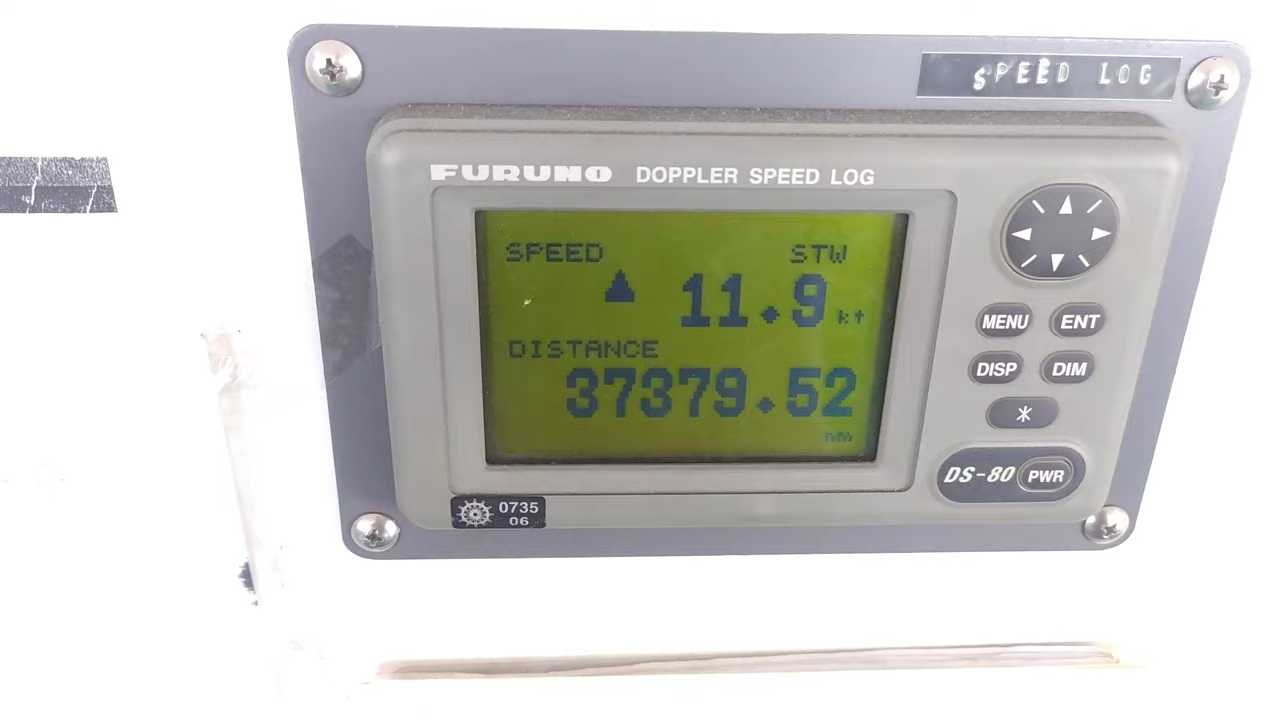 SPEED LOG
FURUNO DOPPLER SPEED LOG
SPEED STW
11.9 kt
DISTANCE
37379.52
nm
MENU ENT
DISP DIM
DS-80 PWR
0735
06